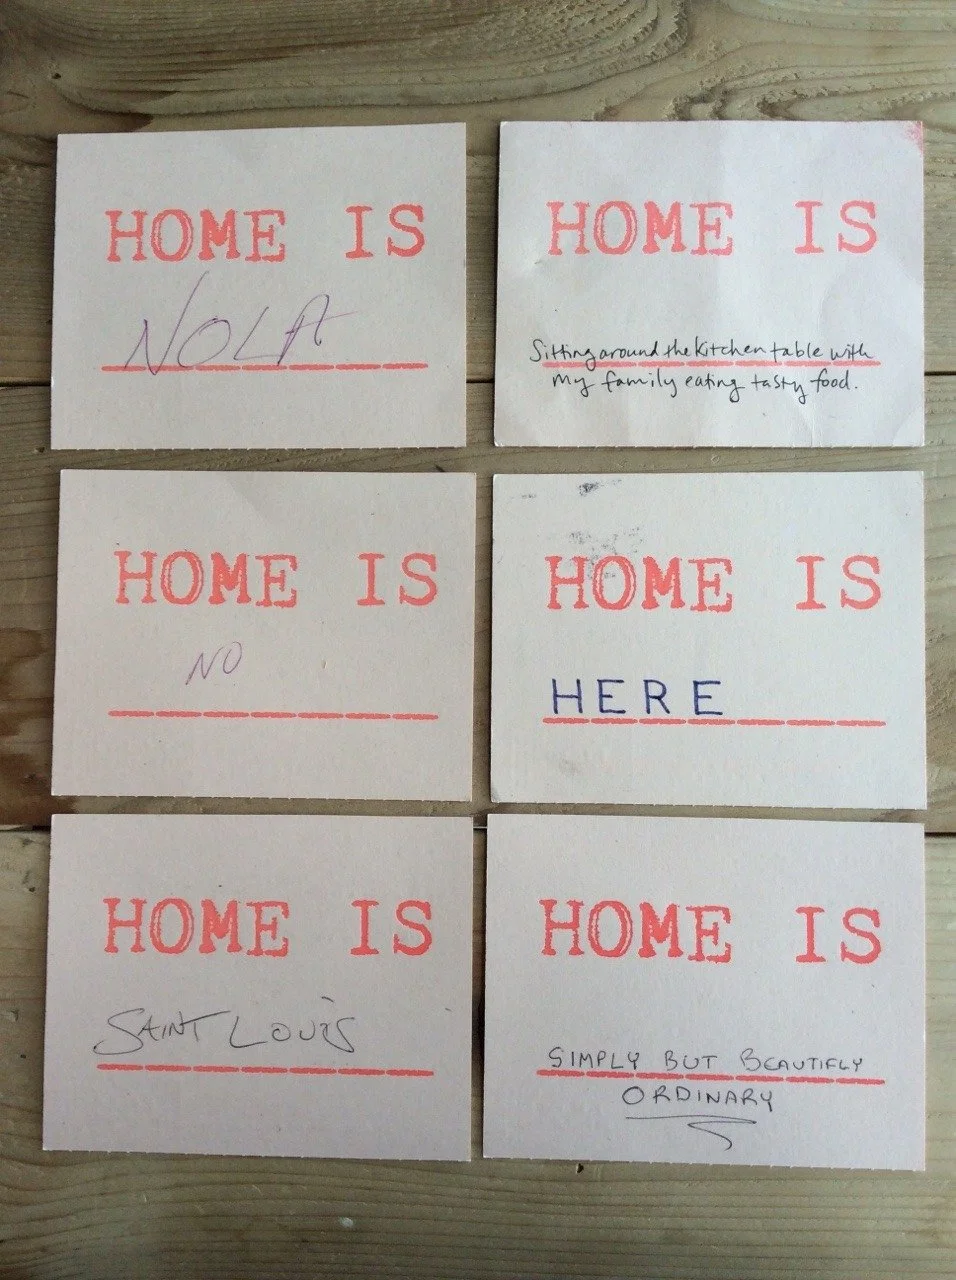 HOME IS
NOLA
HOME IS
Sitting around the kitchen table with
my family eating tasty food.
HOME IS
NO
HOME IS
HERE
HOME IS
SAINT LOUIS
HOME IS
SIMPLY BUT BEAUTIFLY
ORDINARY